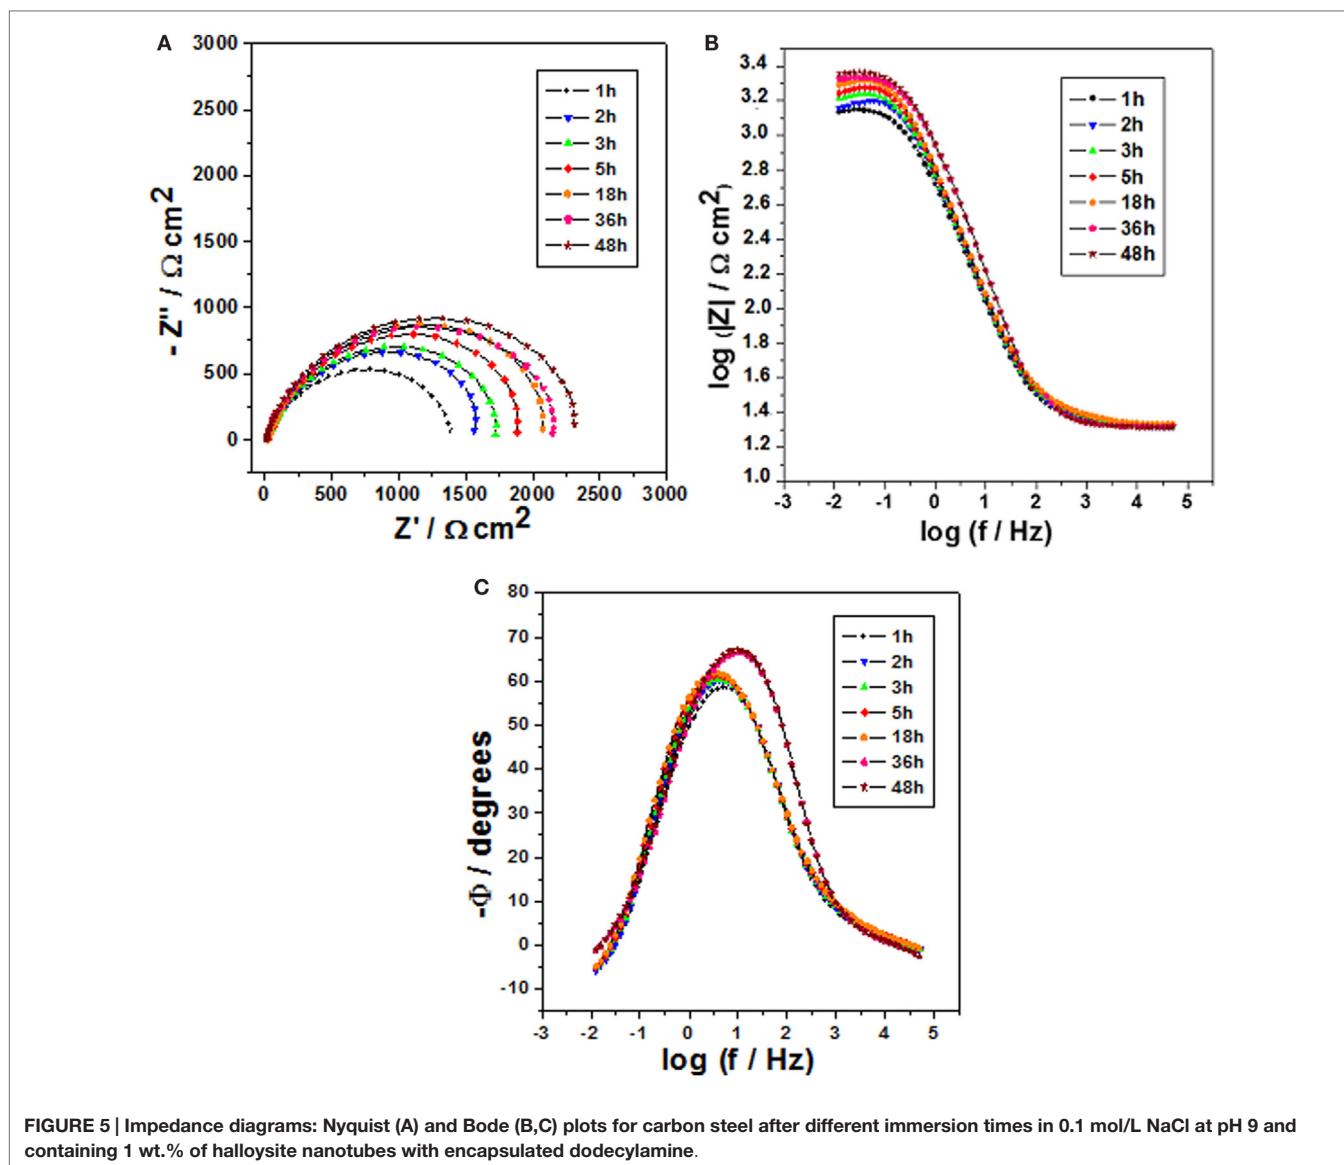 A
3000
2500
2000
1500
1000
500
0
-Z'' / Ω cm2
1h
2h
3h
5h
18h
36h
48h
0 500 1000 1500 2000 2500 3000
Z' / Ω cm2
B
3.4
3.2
3.0
2.8
2.6
2.4
2.2
2.0
1.8
1.6
1.4
1.2
1.0
log (|Z| / Ω cm2)
1h
2h
3h
5h
18h
36h
48h
-3 -2 -1 0 1 2 3 4 5
log (f / Hz)
C
80
70
60
50
40
30
20
10
0
-10
-Φ / degrees
1h
2h
3h
5h
18h
36h
48h
-3 -2 -1 0 1 2 3 4 5
log (f / Hz)
FIGURE 5 | Impedance diagrams: Nyquist (A) and Bode (B,C) plots for carbon steel after different immersion times in 0.1 mol/L NaCl at pH 9 and
containing 1 wt.% of halloysite nanotubes with encapsulated dodecylamine.